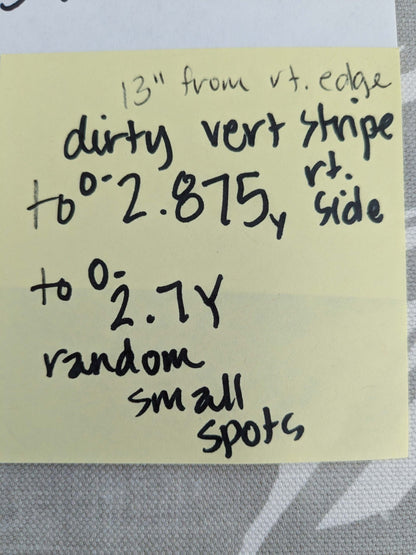 13" from rt. edge
dirty vert stripe
to 0-2.875y rt. side
to 0-2.7Y
random
small
spots